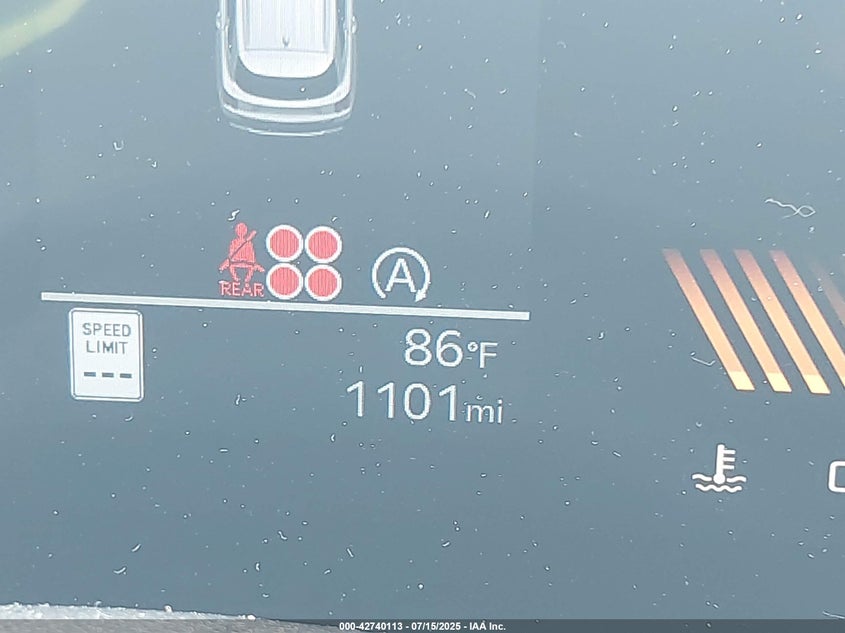 REAR
A
SPEED
LIMIT
---
86°F
1101mi
000-42740113 - 07/15/2025 - IAA Inc.